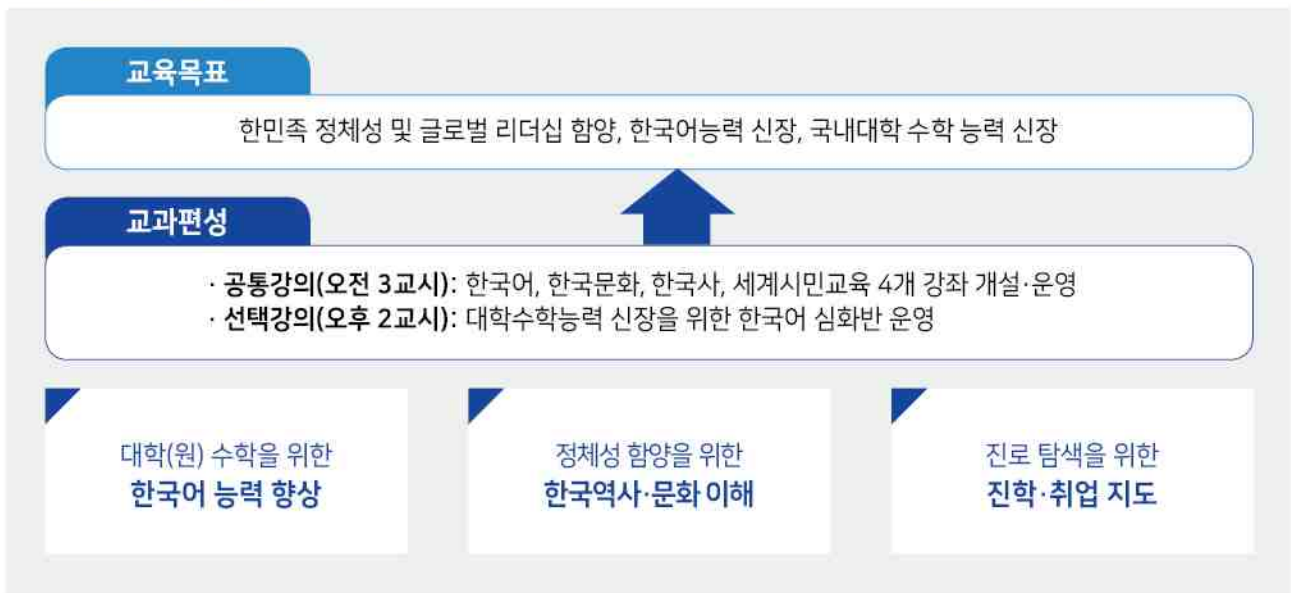 교육목표
한민족 정체성 및 글로벌 리더십 함양, 한국어능력 신장, 국내대학 수학 능력 신장
교과편성
· 공통강의(오전 3교시): 한국어, 한국문화, 한국사, 세계시민교육 4개 강좌 개설·운영
· 선택강의(오후 2교시): 대학수학능력 신장을 위한 한국어 심화반 운영
대학(원) 수학을 위한
한국어 능력 향상
정체성 함양을 위한
한국역사·문화 이해
진로 탐색을 위한
진학·취업 지도